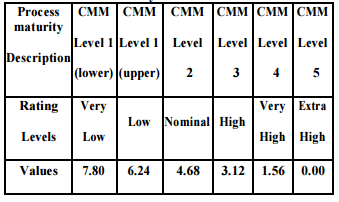 Process maturity Description CMM Level 1 (lower) CMM Level 1 (upper) CMM Level 2 CMM Level 3 CMM Level 4 CMM Level 5
Rating Levels Very Low Low Nominal High Very High Extra High
Values 7.80 6.24 4.68 3.12 1.56 0.00